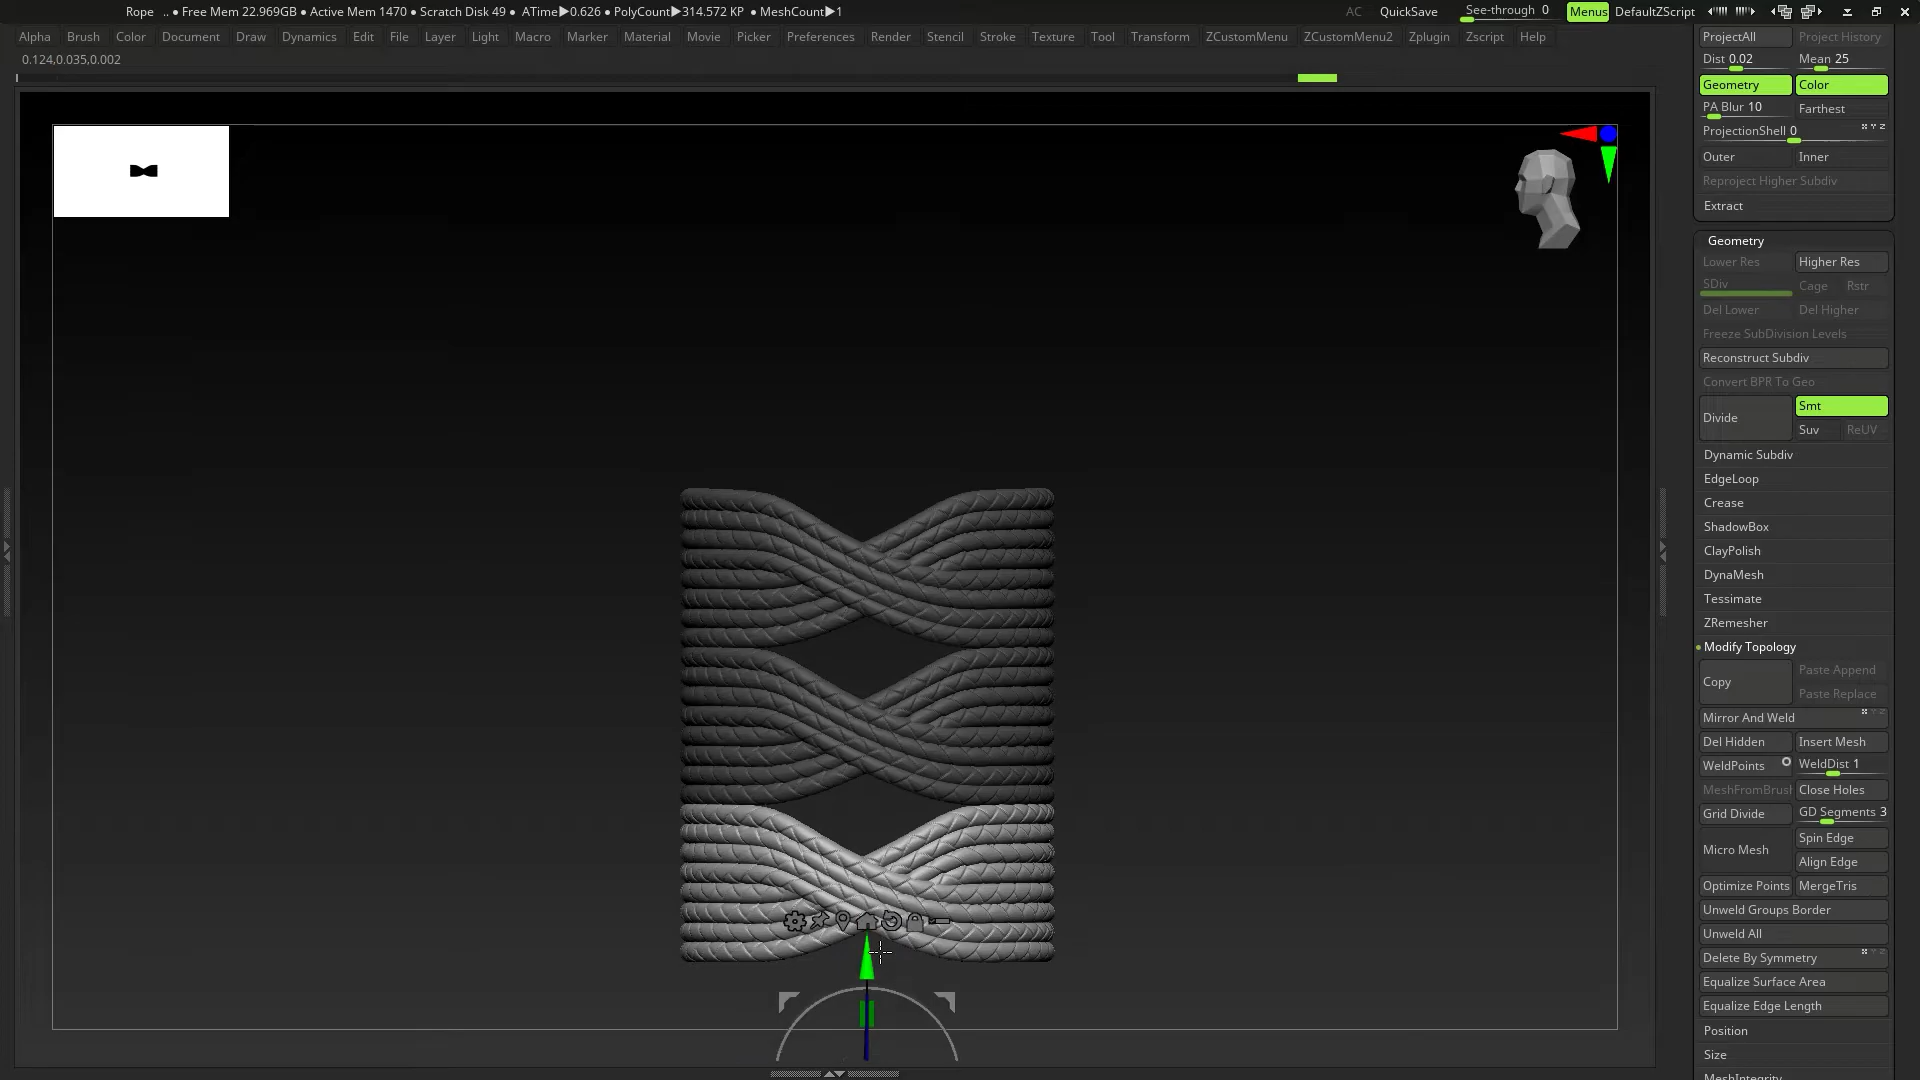 Rope .. ● Free Mem 22.969GB ● Active Mem 1470 ● Scratch Disk 49 ● ATime▶0.626 ● PolyCount▶314.572 KP ● MeshCount▶1 AC QuickSave See-through 0 Menus DefaultZScript
Alpha Brush Color Document Draw Dynamics Edit File Layer Light Macro Marker Material Movie Picker Preferences Render Stencil Stroke Texture Tool Transform ZCustomMenu ZCustomMenu2 Zplugin Zscript Help
0.124,0.035,0.002
ProjectAll Project History
Dist 0.02 Mean 25
Geometry Color
PA Blur 10 Farthest
ProjectionShell 0 X Y Z
Outer Inner
Reproject Higher Subdiv
Extract
Geometry
Lower Res Higher Res
SDiv Cage Rstr
Del Lower Del Higher
Freeze SubDivision Levels
Reconstruct Subdiv
Convert BPR To Geo
Divide Smt
Suv ReUV
Dynamic Subdiv
EdgeLoop
Crease
ShadowBox
ClayPolish
DynaMesh
Tessimate
ZRemesher
Modify Topology
Copy Paste Append
Paste Replace
Mirror And Weld X Y Z
Del Hidden Insert Mesh
WeldPoints WeldDist 1
MeshFromBrush Close Holes
Grid Divide GD Segments 3
Micro Mesh Spin Edge
Align Edge
Optimize Points MergeTris
Unweld Groups Border
Unweld All
Delete By Symmetry X Y Z
Equalize Surface Area
Equalize Edge Length
Position
Size
MeshIntegrity